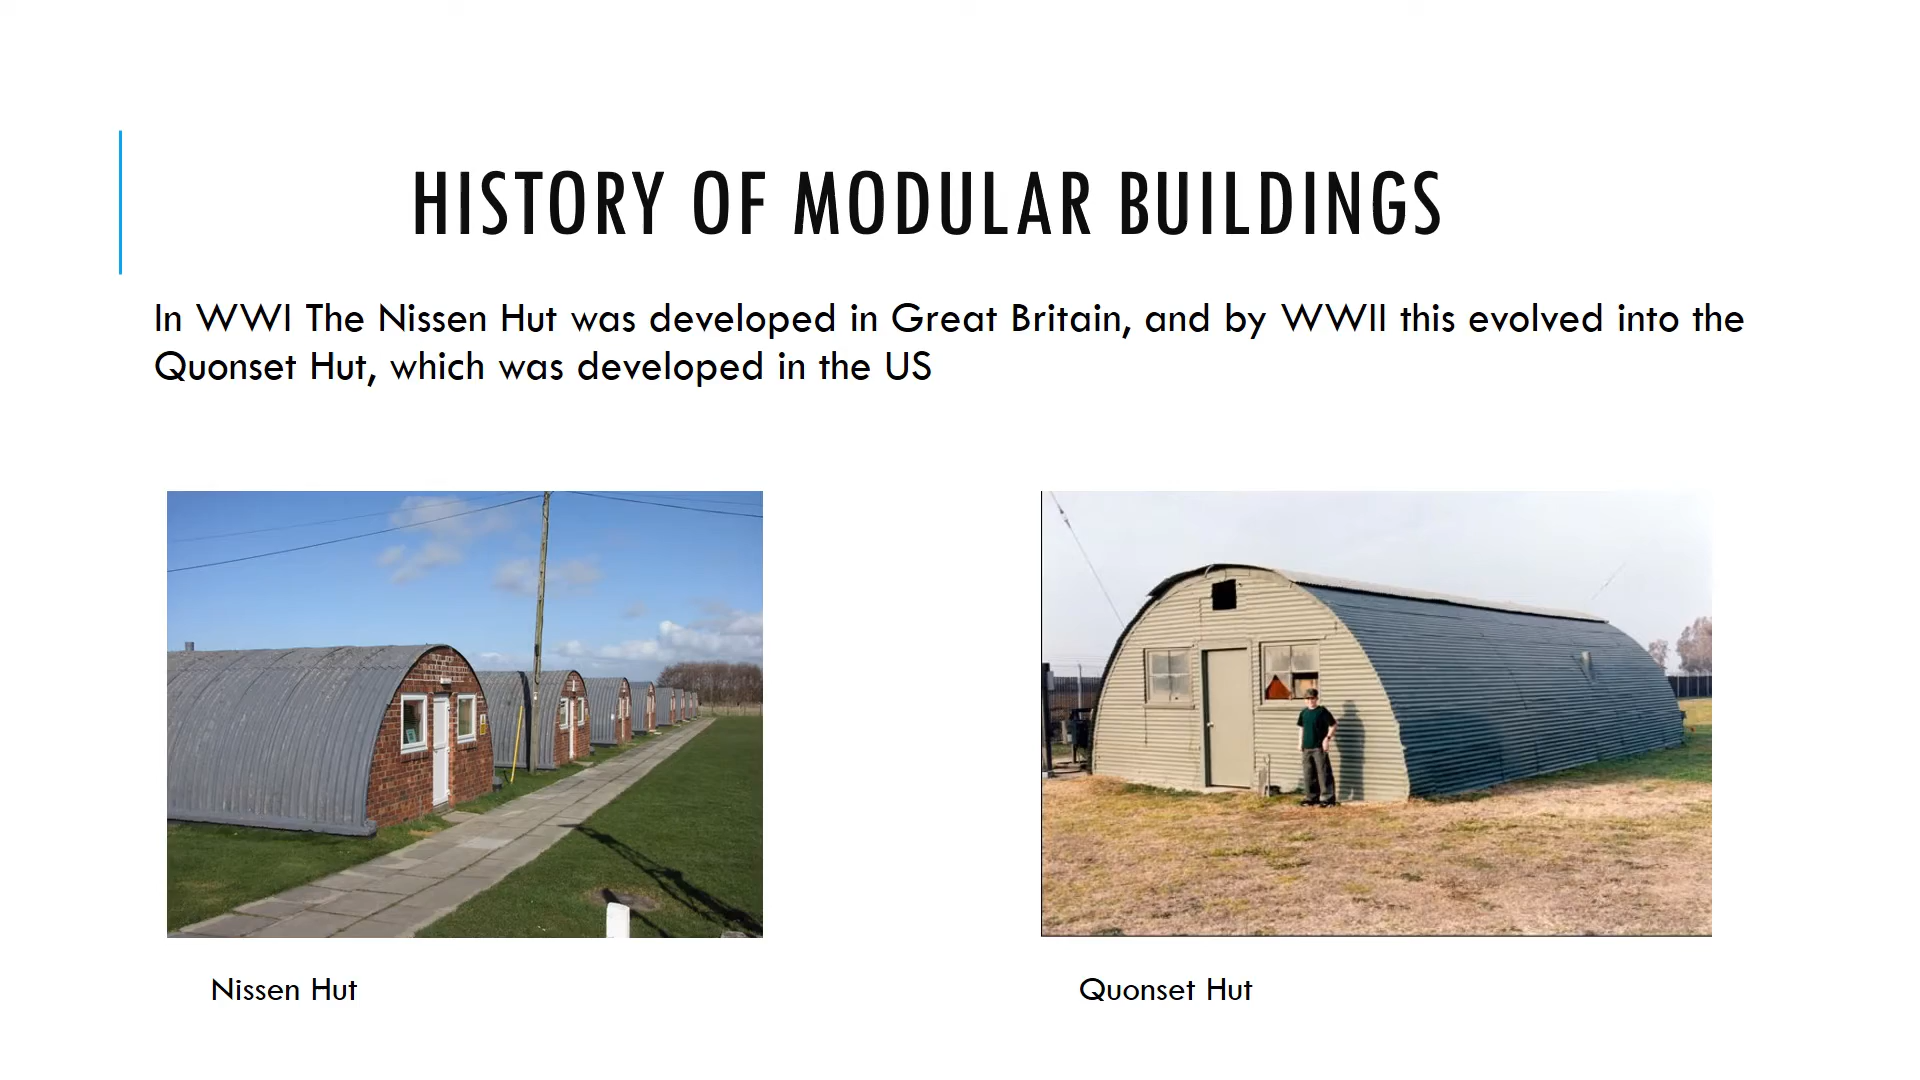 HISTORY OF MODULAR BUILDINGS
In WWI The Nissen Hut was developed in Great Britain, and by WWII this evolved into the
Quonset Hut, which was developed in the US
Nissen Hut
Quonset Hut